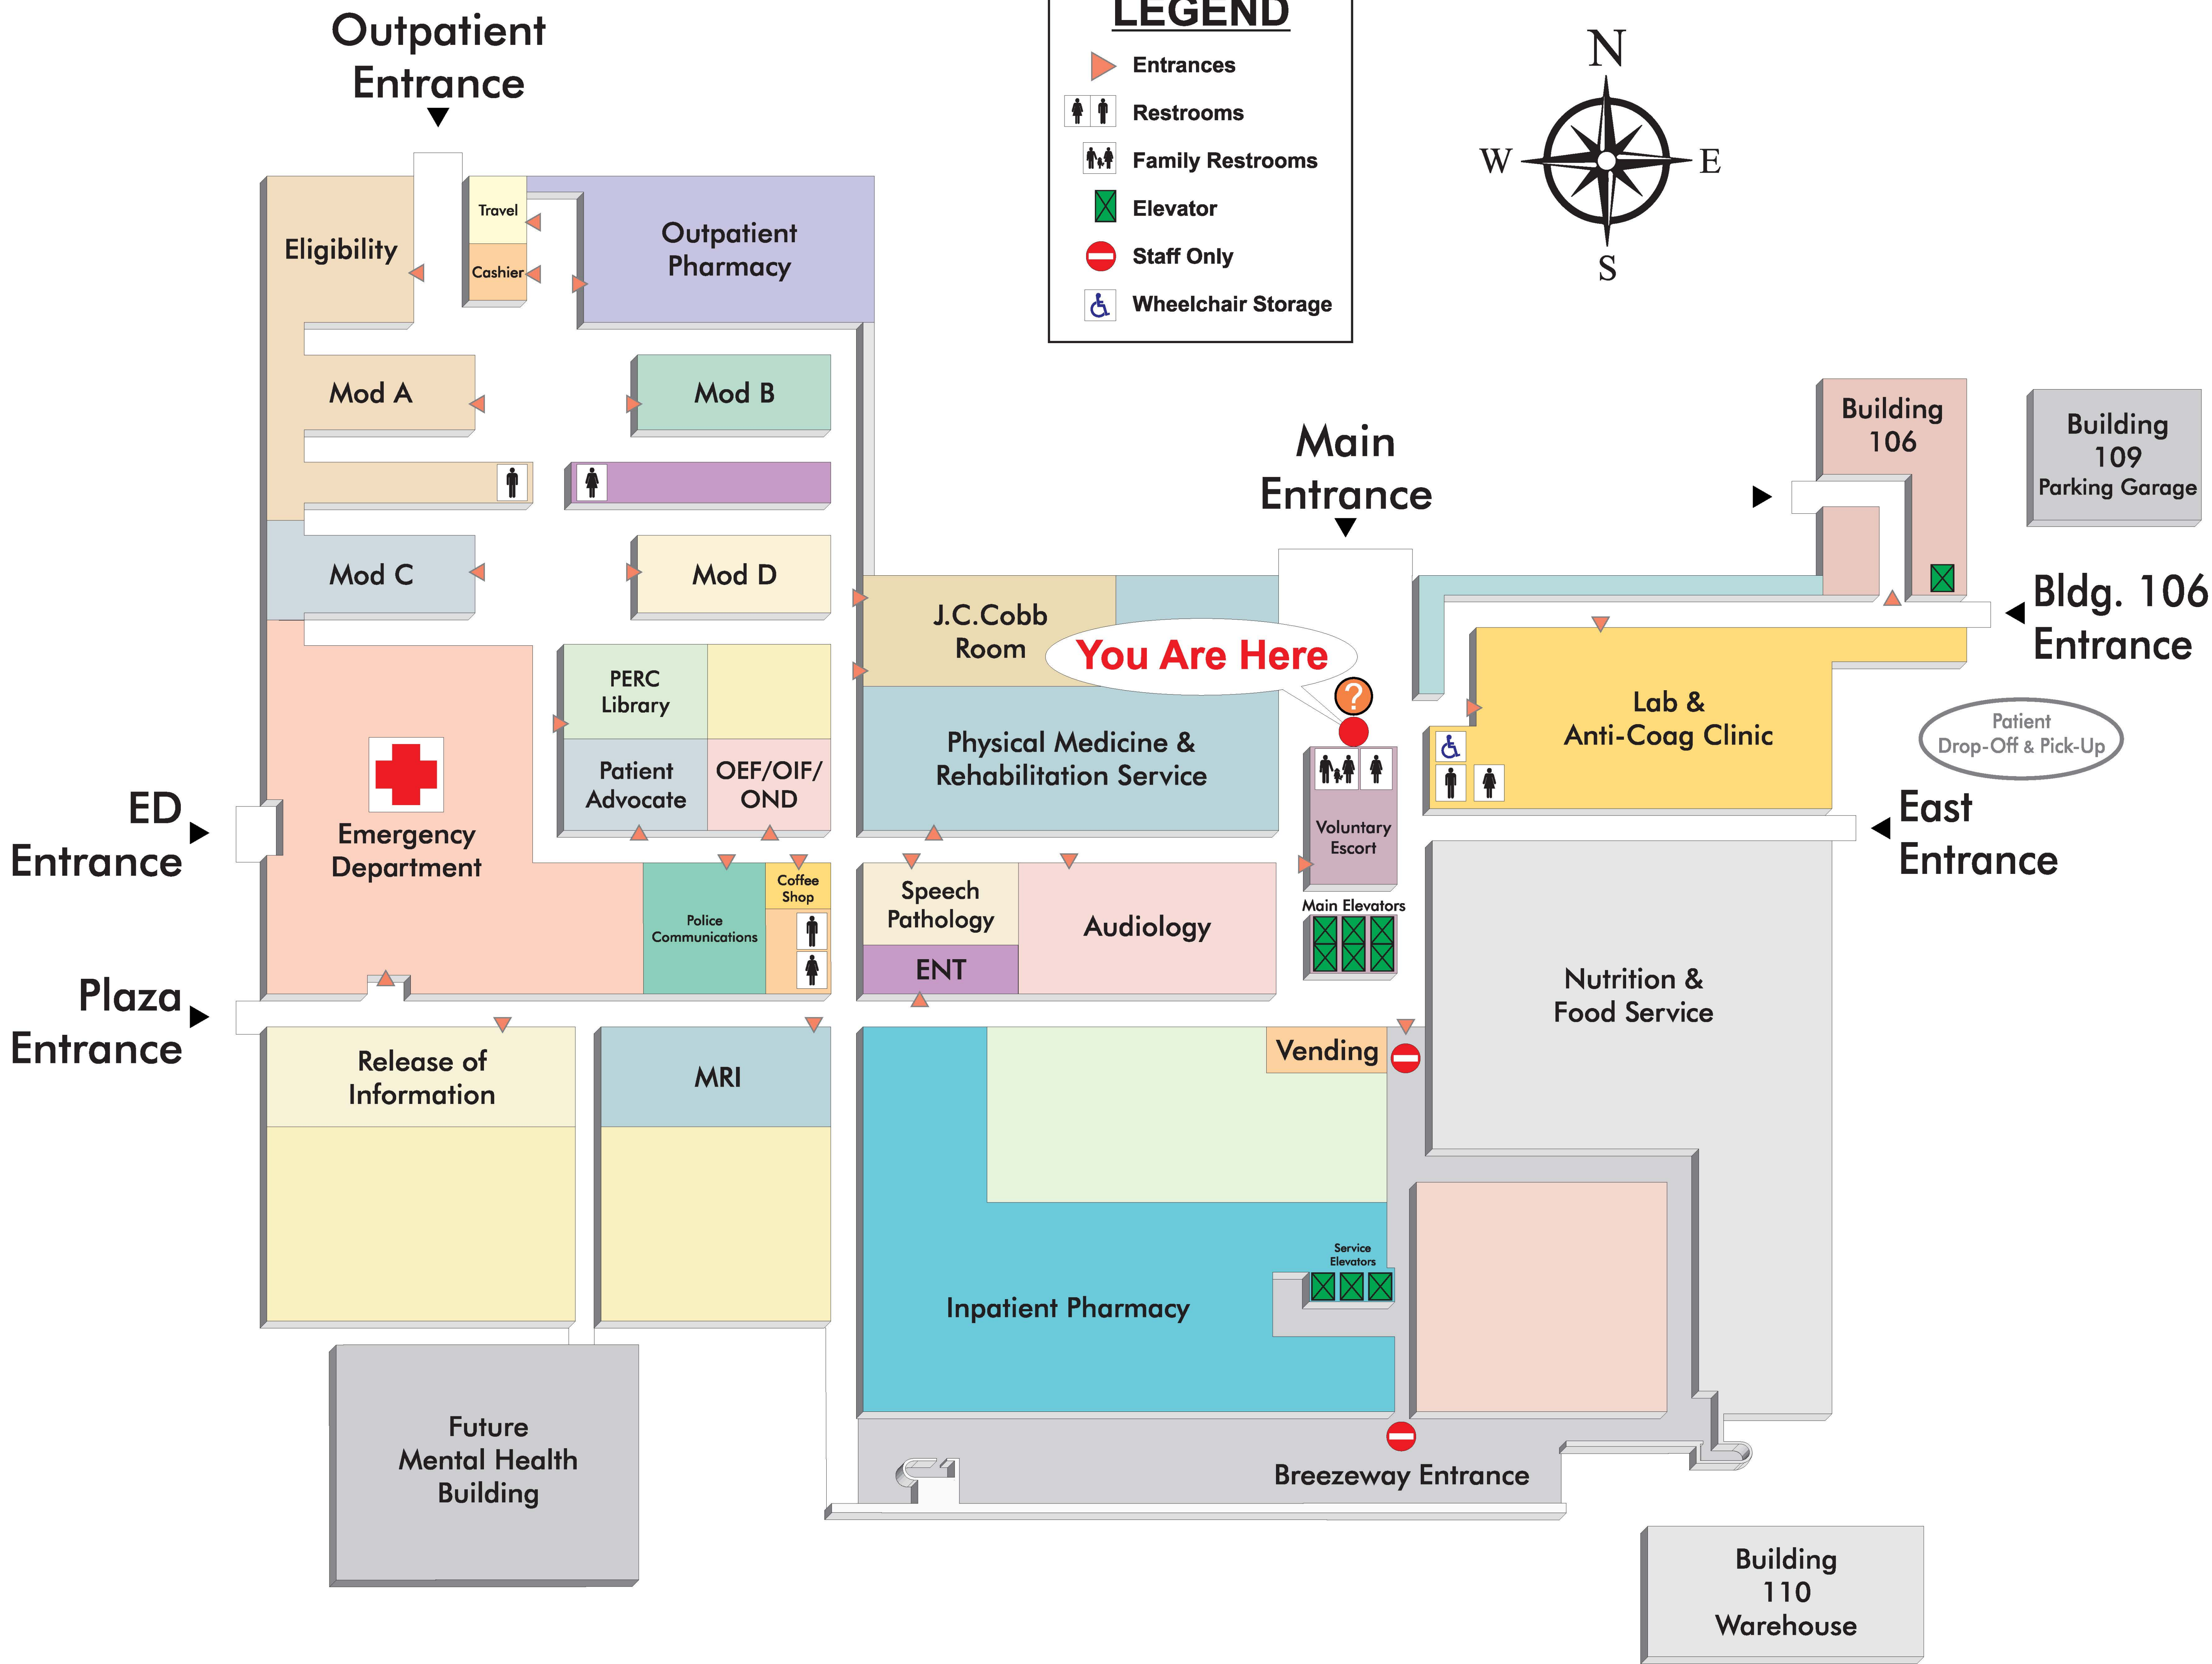 LEGEND
Entrances
Restrooms
Family Restrooms
Elevator
Staff Only
Wheelchair Storage
N
W
E
S
Outpatient
Entrance
Travel
Eligibility
Cashier
Outpatient
Pharmacy
Mod A
Mod B
Mod C
Mod D
Main
Entrance
Building
106
Building
109
Parking Garage
Bldg. 106
Entrance
J.C.Cobb
Room
You Are Here
?
PERC
Library
Patient
Advocate
OEF/OIF/
OND
Physical Medicine &
Rehabilitation Service
Lab &
Anti-Coag Clinic
Patient
Drop-Off & Pick-Up
ED
Entrance
Emergency
Department
Voluntary
Escort
East
Entrance
Police
Communications
Coffee
Shop
Speech
Pathology
ENT
Audiology
Main Elevators
Nutrition &
Food Service
Plaza
Entrance
Release of
Information
MRI
Vending
Service
Elevators
Inpatient Pharmacy
Future
Mental Health
Building
Breezeway Entrance
Building
110
Warehouse